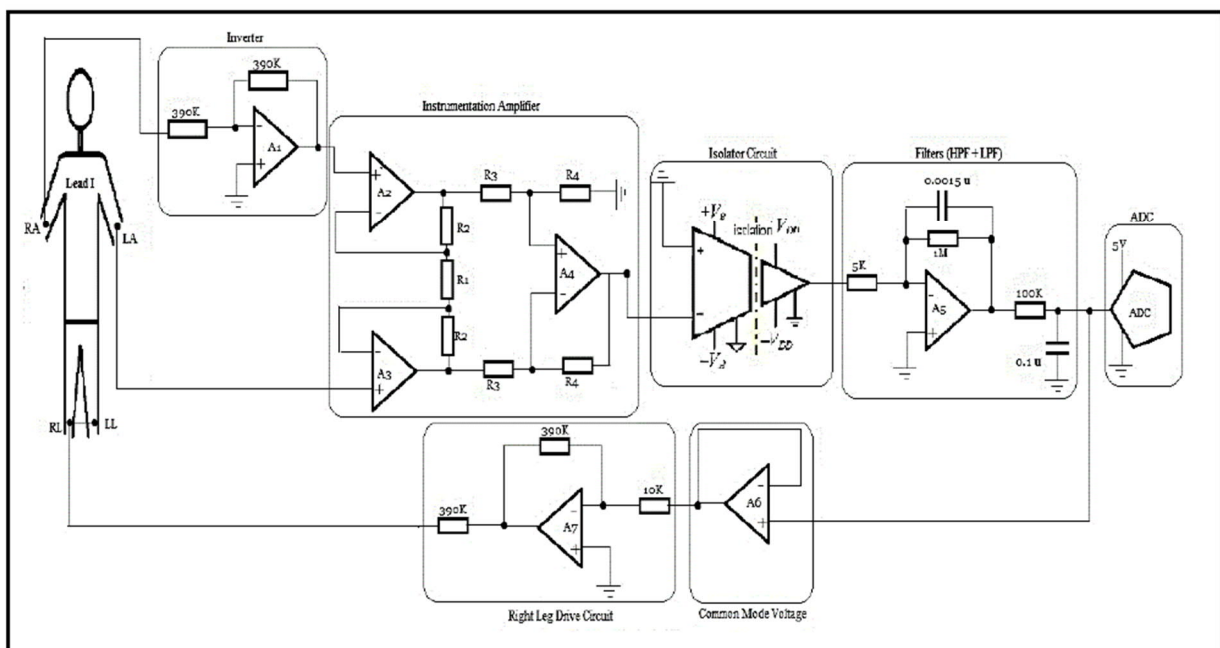 Inverter
390K
390K
-
A1
+
Lead I
RA
LA
RL
LL
Instrumentation Amplifier
+
A2
-
R3
R4
R2
R1
R2
+
A4
-
-
A3
+
R3
R4
Isolator Circuit
isolation
+
-
Filters (HPF + LPF)
0.0015 u
1M
5K
-
A5
+
100K
0.1 u
ADC
5V
ADC
390K
390K
10K
-
A7
+
Right Leg Drive Circuit
-
A6
+
Common Mode Voltage